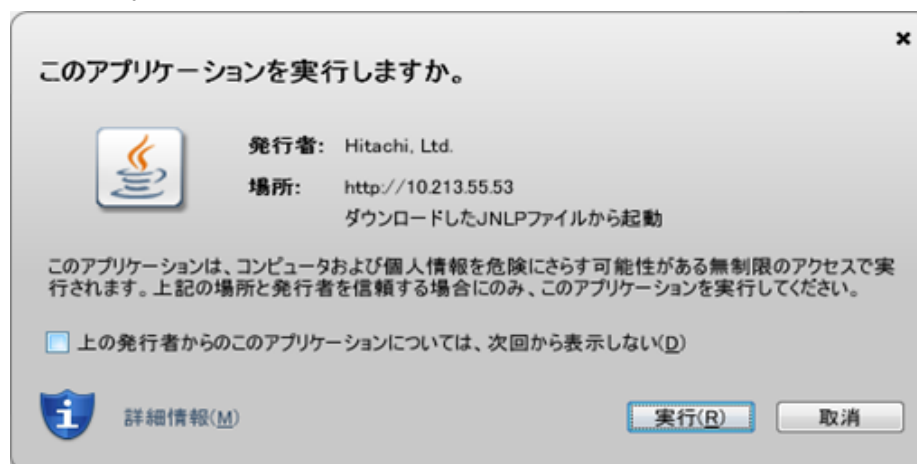 このアプリケーションを実行しますか。
発行者: Hitachi, Ltd.
場所: http://10.213.55.53
ダウンロードしたJNLPファイルから起動
このアプリケーションは、コンピュータおよび個人情報を危険にさらす可能性がある無制限のアクセスで実
行されます。上記の場所と発行者を信頼する場合にのみ、このアプリケーションを実行してください。
上の発行者からのこのアプリケーションについては、次回から表示しない(D)
詳細情報(M) 実行(R) 取消